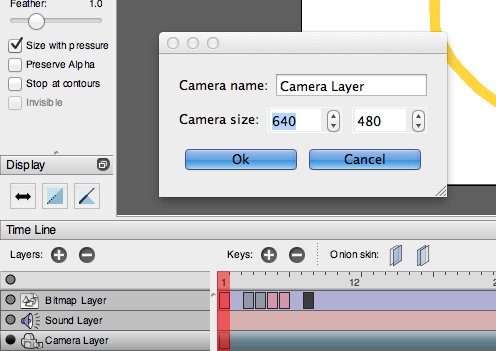 Feather: 1.0
Size with pressure
Preserve Alpha
Stop at contours
Invisible
Camera name: Camera Layer
Camera size: 640 480
Ok Cancel
Display
Time Line
Layers: Keys: Onion skin:
1 12
Bitmap Layer
Sound Layer
Camera Layer